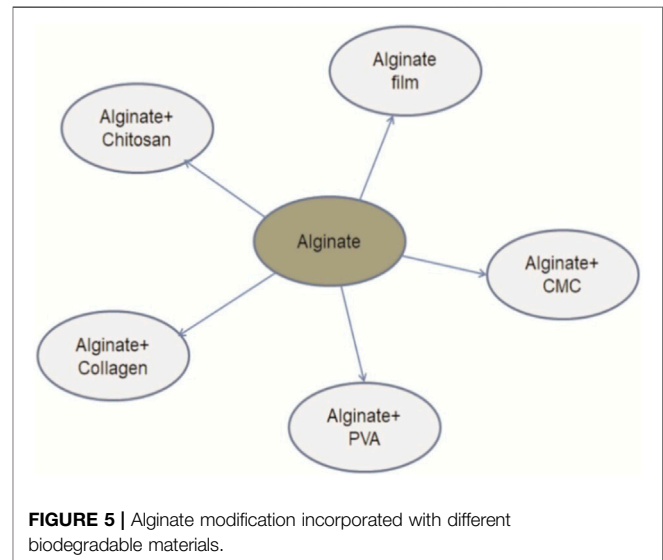 Alginate
film
Alginate+
Chitosan
Alginate
Alginate+
CMC
Alginate+
Collagen
Alginate+
PVA
FIGURE 5 | Alginate modification incorporated with different
biodegradable materials.